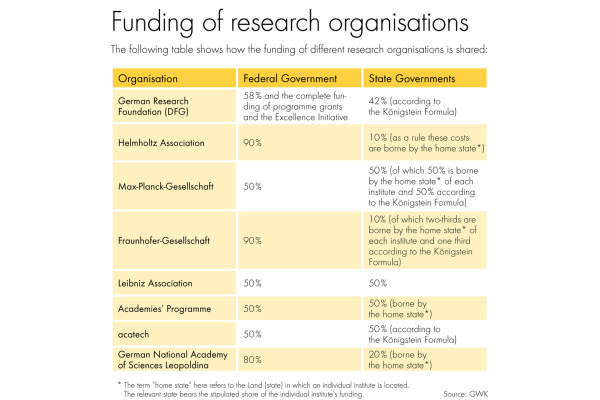 Funding of research organisations
The following table shows how the funding of different research organisations is shared:
Organisation Federal Government State Governments
German Research
Foundation (DFG)
58% and the complete fun-
ding of programme grants
and the Excellence Initiative
42% (according to
the Königstein Formula)
Helmholtz Association
90%
10% (as a rule these costs
are borne by the home state*)
Max-Planck-Gesellschaft
50%
50% (of which 50% is borne
by the home state* of each
institute and 50% according
to the Königstein Formula)
Fraunhofer-Gesellschaft
90%
10% (of which two-thirds are
borne by the home state* of
each institute and one third
according to the Königstein
Formula)
Leibniz Association
50%
50%
Academies’ Programme
50%
50% (borne by
the home state*)
acatech
50%
50% (according to
the Königstein Formula)
German National Academy
of Sciences Leopoldina
80%
20% (borne by
the home state*)
* The term “home state” here refers to the Land (state) in which an individual institute is located.
The relevant state bears the stipulated share of the individual institute’s funding.
Source: GWK